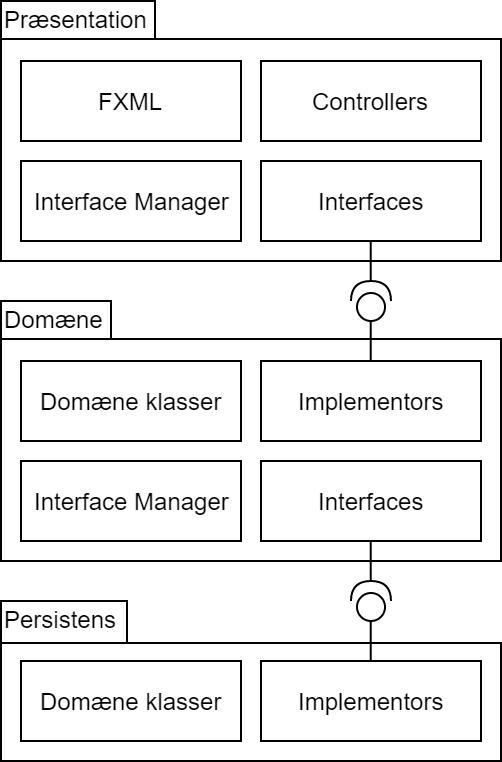 Præsentation
FXML
Controllers
Interface Manager
Interfaces
Domæne
Domæne klasser
Implementors
Interface Manager
Interfaces
Persistens
Domæne klasser
Implementors